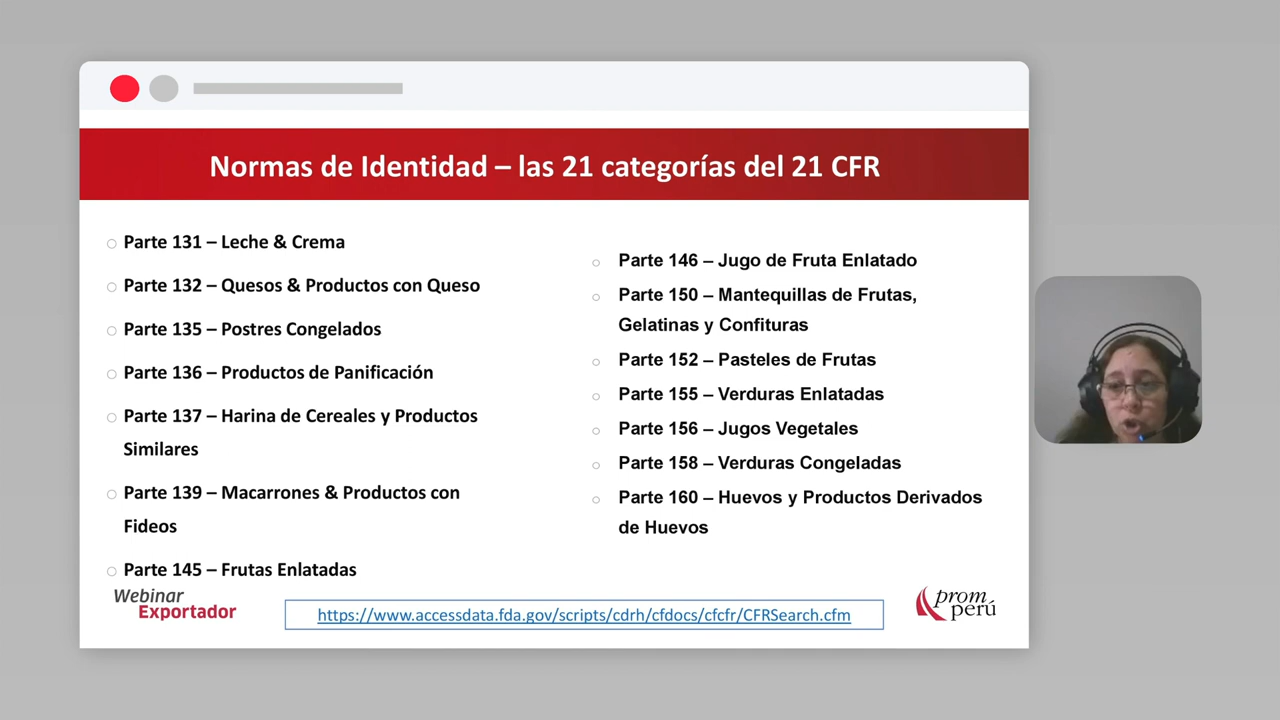 Normas de Identidad – las 21 categorías del 21 CFR
Parte 131 – Leche & Crema
Parte 132 – Quesos & Productos con Queso
Parte 135 – Postres Congelados
Parte 136 – Productos de Panificación
Parte 137 – Harina de Cereales y Productos
Similares
Parte 139 – Macarrones & Productos con
Fideos
Parte 145 – Frutas Enlatadas
Parte 146 – Jugo de Fruta Enlatado
Parte 150 – Mantequillas de Frutas,
Gelatinas y Confituras
Parte 152 – Pasteles de Frutas
Parte 155 – Verduras Enlatadas
Parte 156 – Jugos Vegetales
Parte 158 – Verduras Congeladas
Parte 160 – Huevos y Productos Derivados
de Huevos
Webinar
Exportador
https://www.accessdata.fda.gov/scripts/cdrh/cfdocs/cfcfr/CFRSearch.cfm
prom
perú